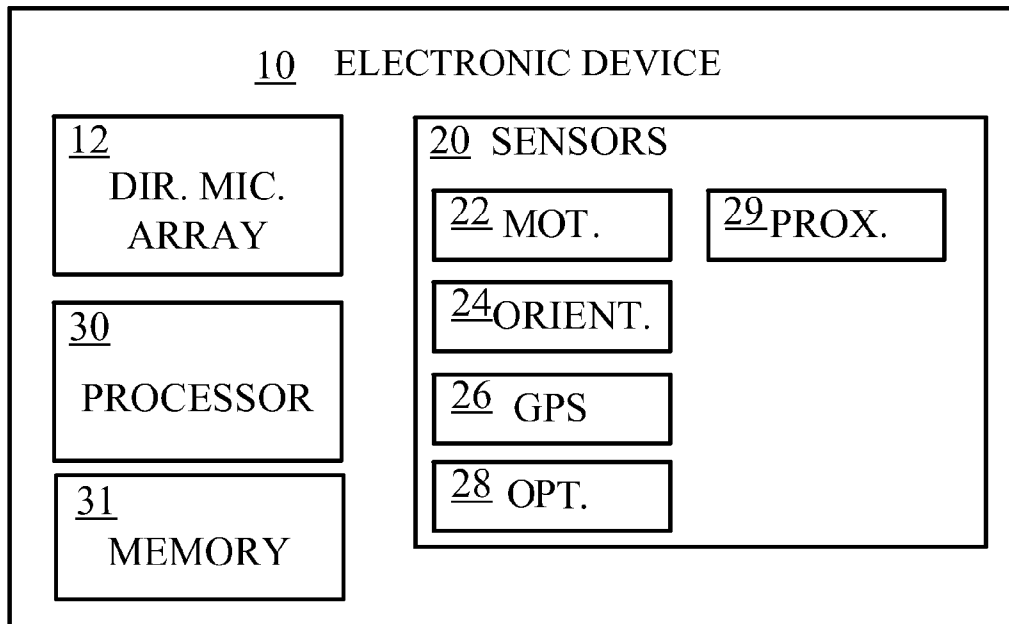 10 ELECTRONIC DEVICE
12
DIR. MIC.
ARRAY
30
PROCESSOR
31
MEMORY
20 SENSORS
22 MOT.
29 PROX.
24 ORIENT.
26 GPS
28 OPT.